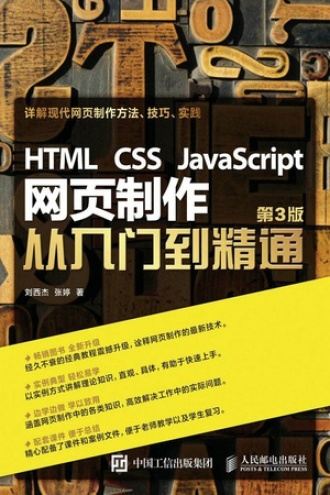 详解现代网页制作方法、技巧、实践
HTML CSS JavaScript
网页制作 第3版
从入门到精通
刘西杰 张婷 著
畅销图书 全新升级
经久不衰的经典教程震撼升级，诠释网页制作的最新技术。
实例典型 轻松易学
以实例方式讲解理论知识，直观、具体，有助于快速上手。
边学边做 学以致用
涵盖网页制作中的各类知识，高效解决工作中的实际问题。
配套课件 便于总结
精心配备了课件和案例文件，便于老师教学以及学生复习。
中国工信出版集团 人民邮电出版社
POSTS & TELECOM PRESS